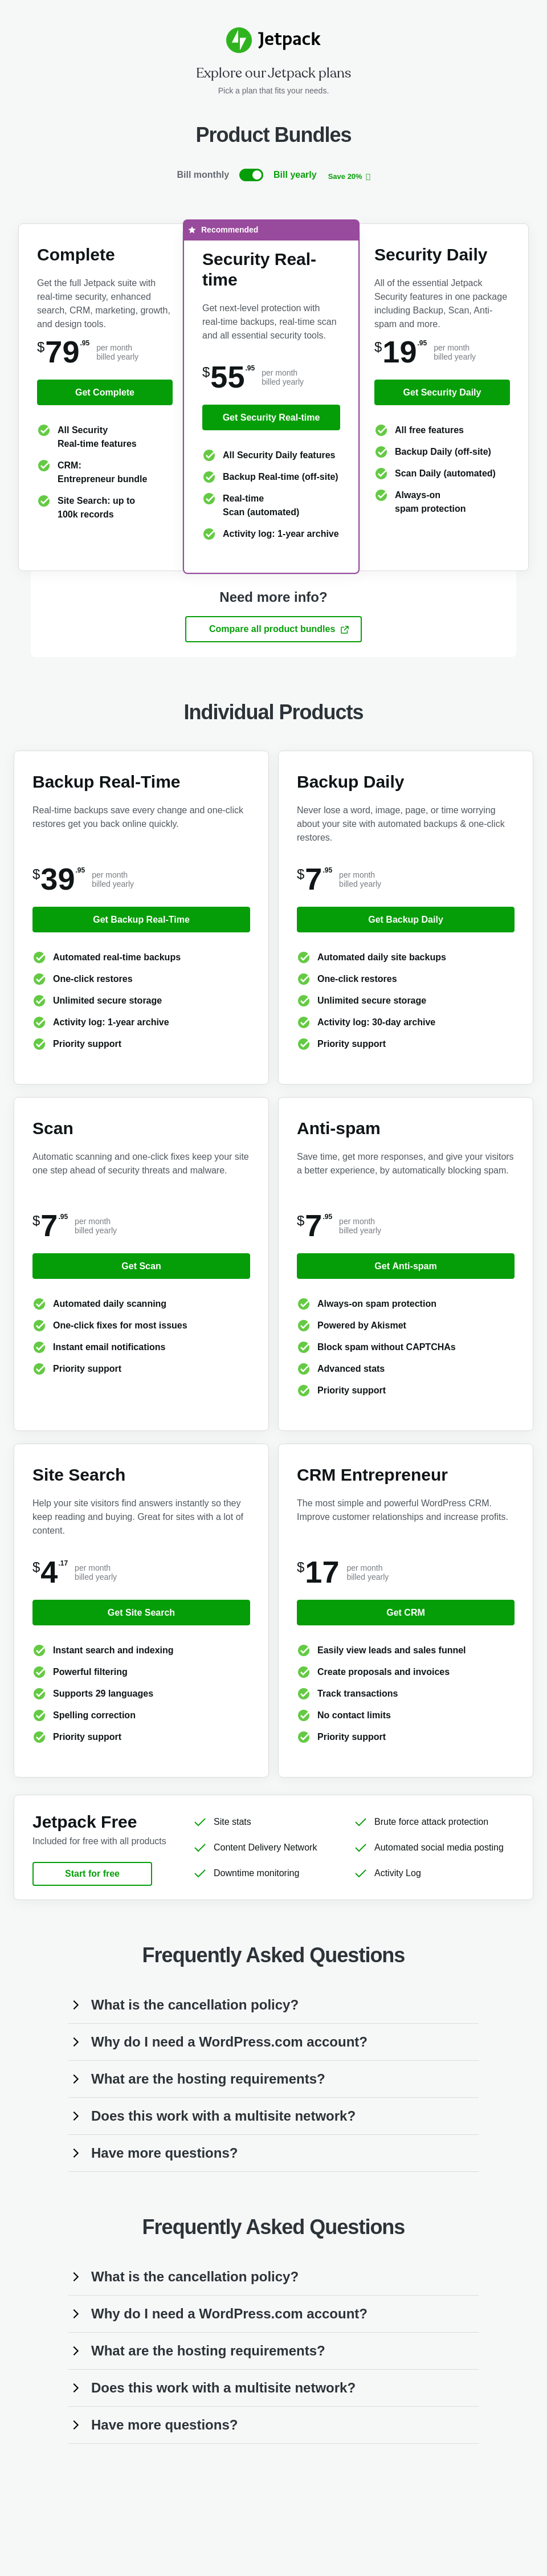 Jetpack
Explore our Jetpack plans
Pick a plan that fits your needs.
Product Bundles
Bill monthly
Bill yearly
Save 20%
Complete
Get the full Jetpack suite with
real-time security, enhanced
search, CRM, marketing, growth,
and design tools.
$79.95
per month
billed yearly
Get Complete
All Security
Real-time features
CRM:
Entrepreneur bundle
Site Search: up to
100k records
Recommended
Security Real-
time
Get next-level protection with
real-time backups, real-time scan
and all essential security tools.
$55.95
per month
billed yearly
Get Security Real-time
All Security Daily features
Backup Real-time (off-site)
Real-time
Scan (automated)
Activity log: 1-year archive
Security Daily
All of the essential Jetpack
Security features in one package
including Backup, Scan, Anti-
spam and more.
$19.95
per month
billed yearly
Get Security Daily
All free features
Backup Daily (off-site)
Scan Daily (automated)
Always-on
spam protection
Need more info?
Compare all product bundles
Individual Products
Backup Real-Time
Real-time backups save every change and one-click
restores get you back online quickly.
$39.95
per month
billed yearly
Get Backup Real-Time
Automated real-time backups
One-click restores
Unlimited secure storage
Activity log: 1-year archive
Priority support
Backup Daily
Never lose a word, image, page, or time worrying
about your site with automated backups & one-click
restores.
$7.95
per month
billed yearly
Get Backup Daily
Automated daily site backups
One-click restores
Unlimited secure storage
Activity log: 30-day archive
Priority support
Scan
Automatic scanning and one-click fixes keep your site
one step ahead of security threats and malware.
$7.95
per month
billed yearly
Get Scan
Automated daily scanning
One-click fixes for most issues
Instant email notifications
Priority support
Anti-spam
Save time, get more responses, and give your visitors
a better experience, by automatically blocking spam.
$7.95
per month
billed yearly
Get Anti-spam
Always-on spam protection
Powered by Akismet
Block spam without CAPTCHAs
Advanced stats
Priority support
Site Search
Help your site visitors find answers instantly so they
keep reading and buying. Great for sites with a lot of
content.
$4.17
per month
billed yearly
Get Site Search
Instant search and indexing
Powerful filtering
Supports 29 languages
Spelling correction
Priority support
CRM Entrepreneur
The most simple and powerful WordPress CRM.
Improve customer relationships and increase profits.
$17
per month
billed yearly
Get CRM
Easily view leads and sales funnel
Create proposals and invoices
Track transactions
No contact limits
Priority support
Jetpack Free
Included for free with all products
Start for free
Site stats
Content Delivery Network
Downtime monitoring
Brute force attack protection
Automated social media posting
Activity Log
Frequently Asked Questions
What is the cancellation policy?
Why do I need a WordPress.com account?
What are the hosting requirements?
Does this work with a multisite network?
Have more questions?
Frequently Asked Questions
What is the cancellation policy?
Why do I need a WordPress.com account?
What are the hosting requirements?
Does this work with a multisite network?
Have more questions?